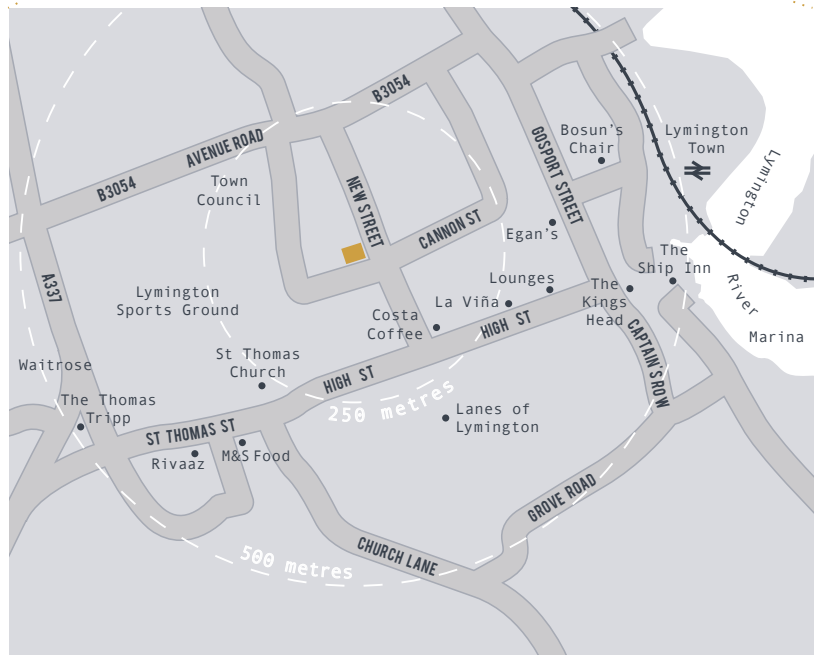 B3054
AVENUE ROAD
B3054
Town
Council
NEW STREET
CANNON ST
GOSPORT STREET
Bosun's
Chair
Lymington
Town
Lymington
River
Marina
Egan's
Lounges
La Viña
The
Kings
Head
The
Ship Inn
A337
Lymington
Sports Ground
Costa
Coffee
HIGH ST
CAPTAIN'S ROW
Waitrose
St Thomas
Church
HIGH ST
250 metres
The Thomas
Tripp
ST THOMAS ST
Rivaaz
M&S Food
Lanes of
Lymington
GROVE ROAD
CHURCH LANE
500 metres